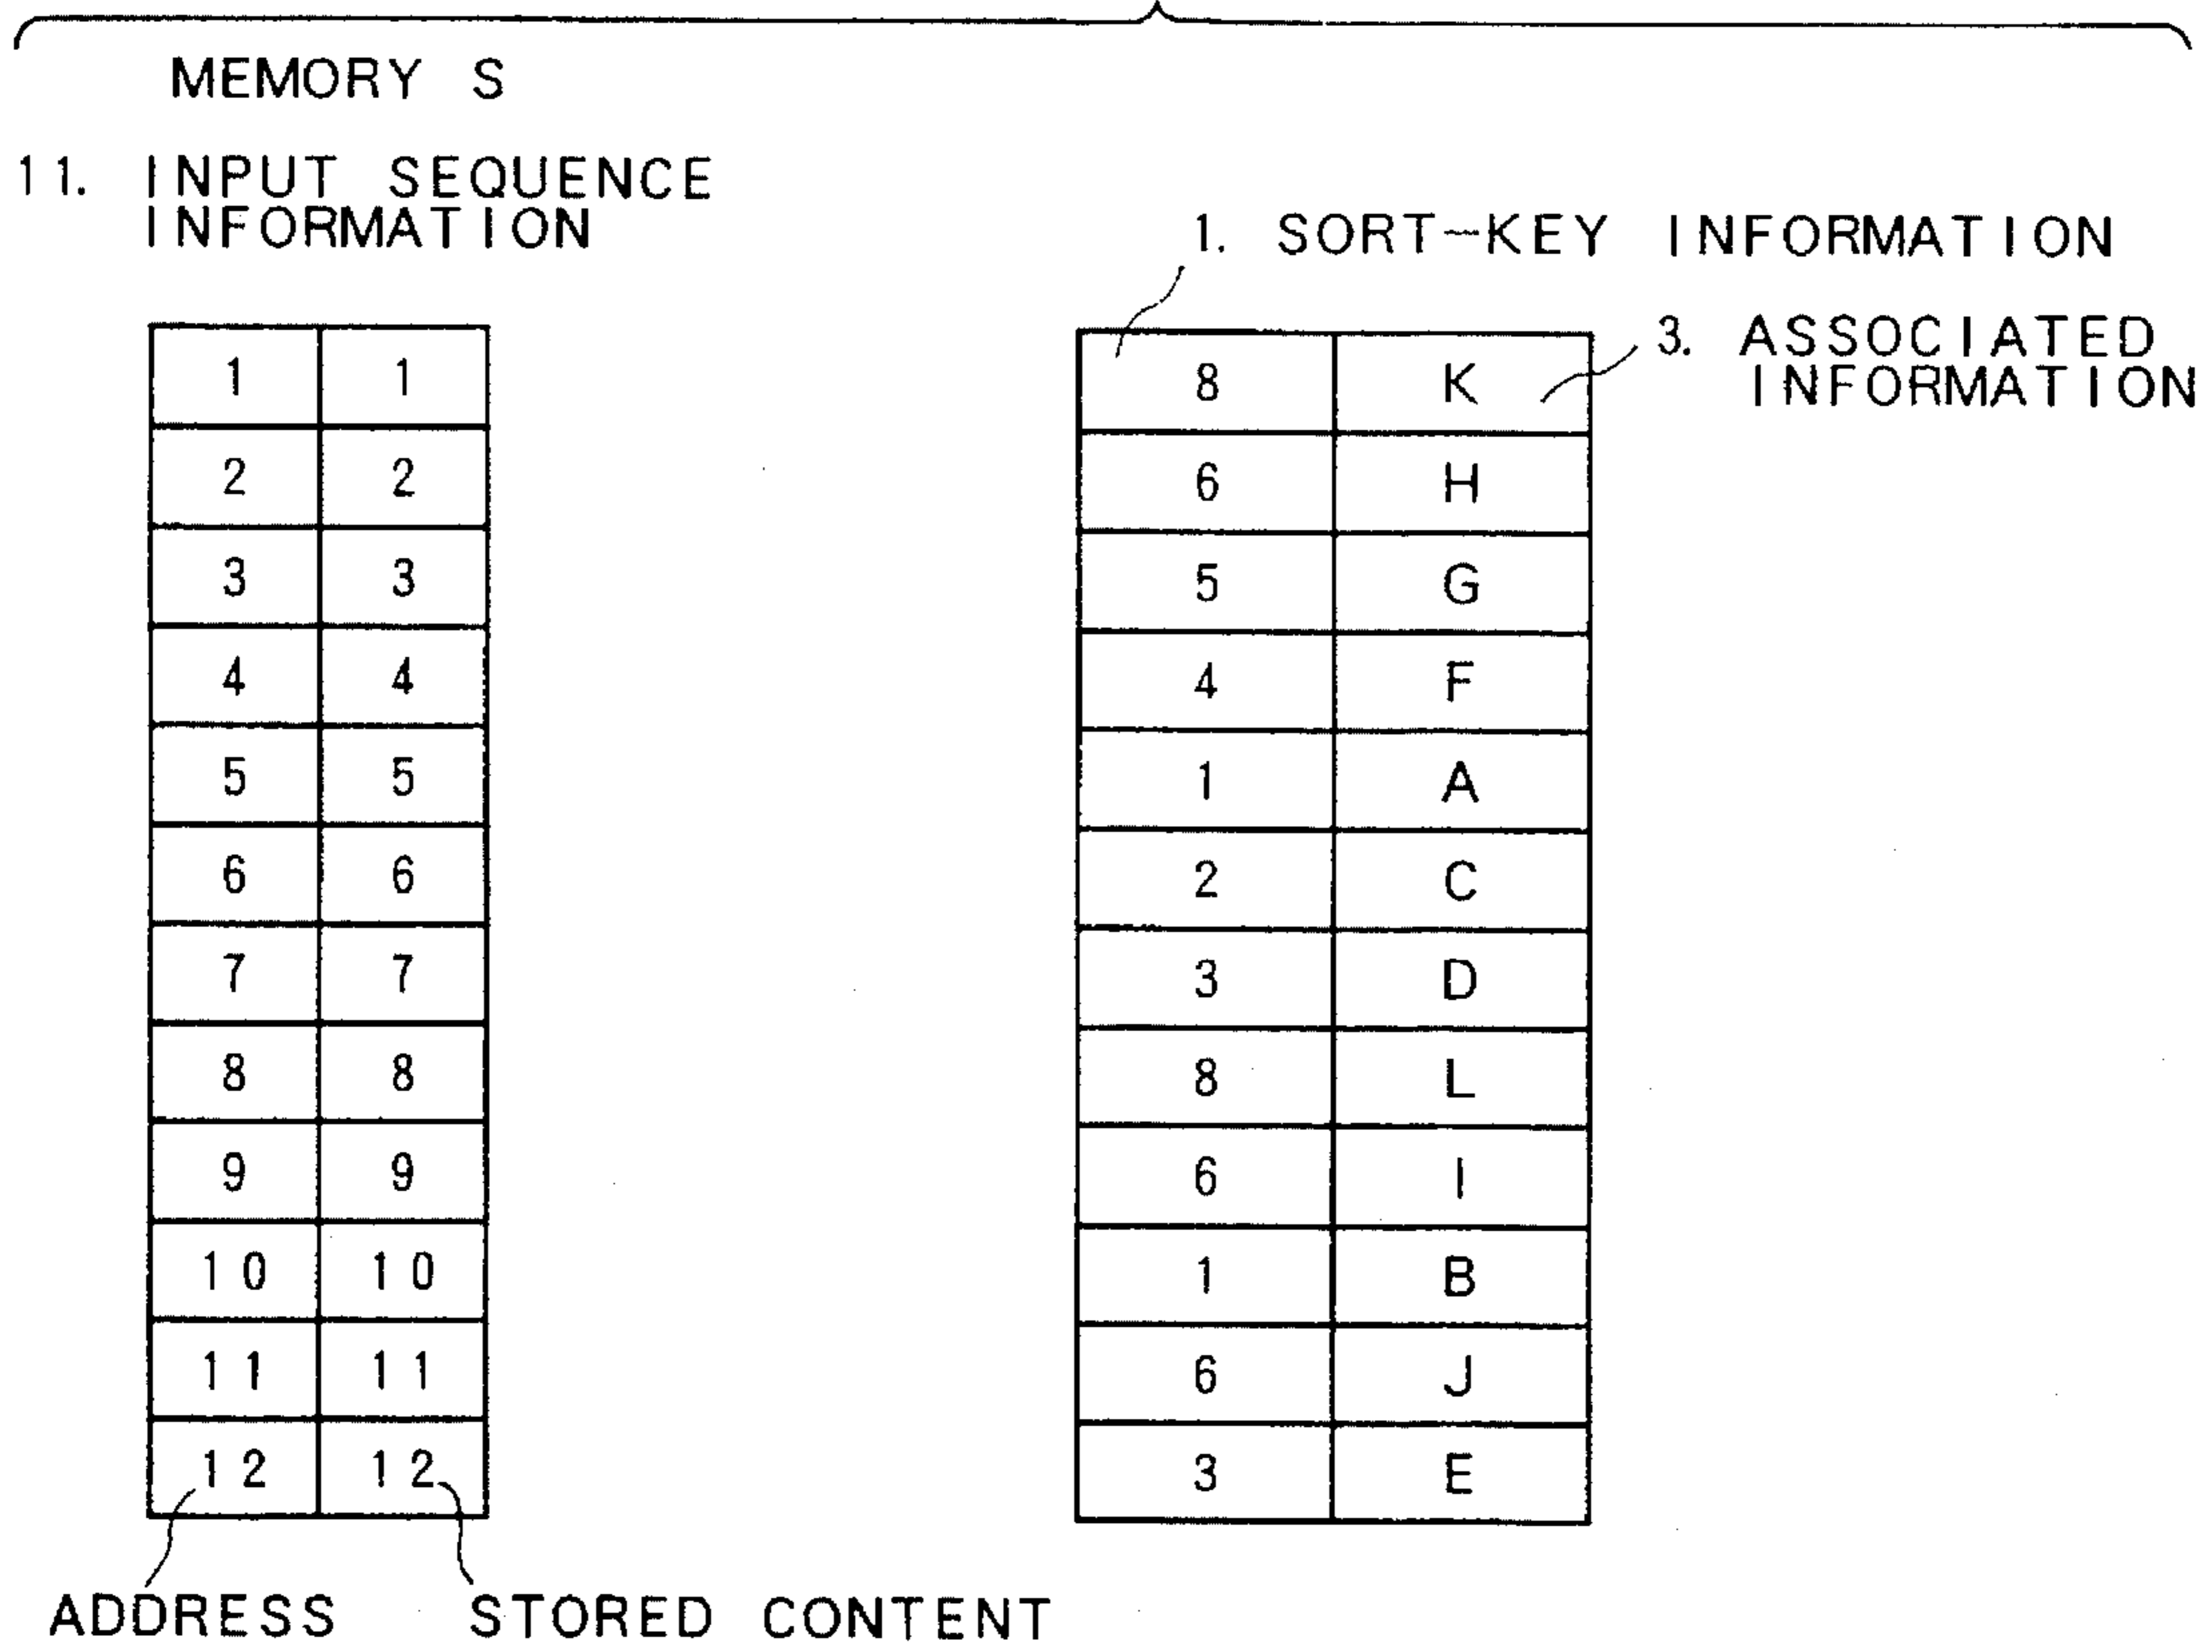 MEMORY S
11. INPUT SEQUENCE
INFORMATION
1. SORT-KEY INFORMATION
3. ASSOCIATED
INFORMATION
1 1
2 2
3 3
4 4
5 5
6 6
7 7
8 8
9 9
10 10
11 11
12 12
ADDRESS STORED CONTENT
8 K
6 H
5 G
4 F
1 A
2 C
3 D
8 L
6 I
1 B
6 J
3 E